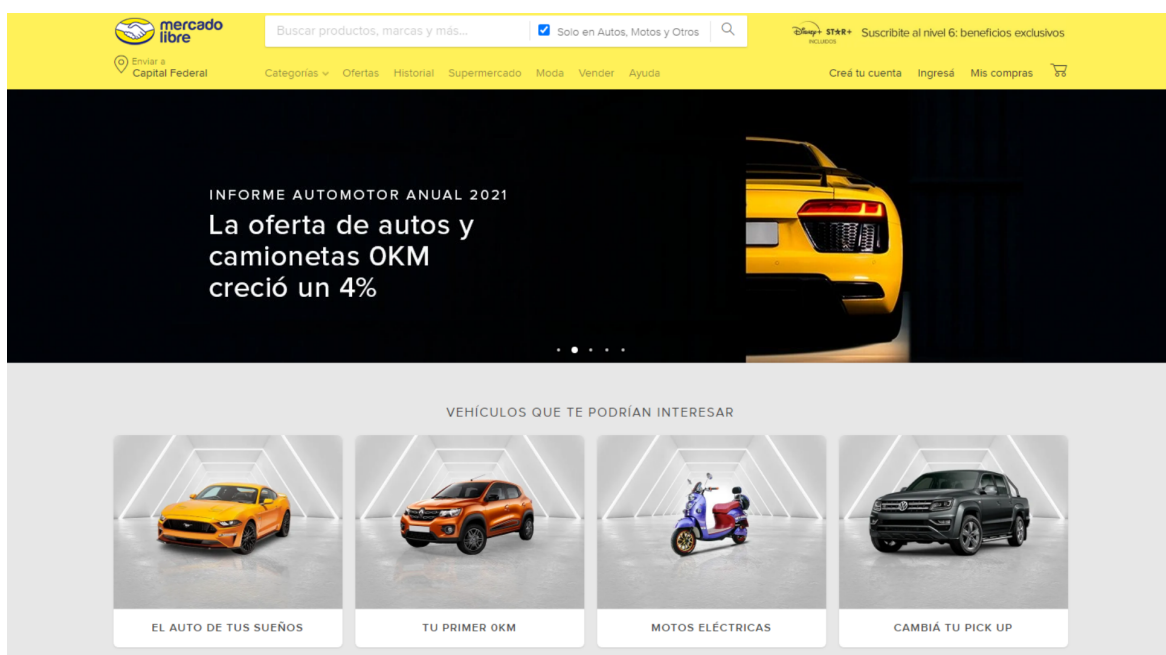 mercado
libre
Buscar productos, marcas y más...
Solo en Autos, Motos y Otros
Disney+ STAR+
INCLUIDOS
Suscribite al nivel 6: beneficios exclusivos
Enviar a
Capital Federal
Categorías Ofertas Historial Supermercado Moda Vender Ayuda
Creá tu cuenta Ingresá Mis compras
INFORME AUTOMOTOR ANUAL 2021
La oferta de autos y
camionetas 0KM
creció un 4%
VEHÍCULOS QUE TE PODRÍAN INTERESAR
EL AUTO DE TUS SUEÑOS
TU PRIMER 0KM
MOTOS ELÉCTRICAS
CAMBIÁ TU PICK UP